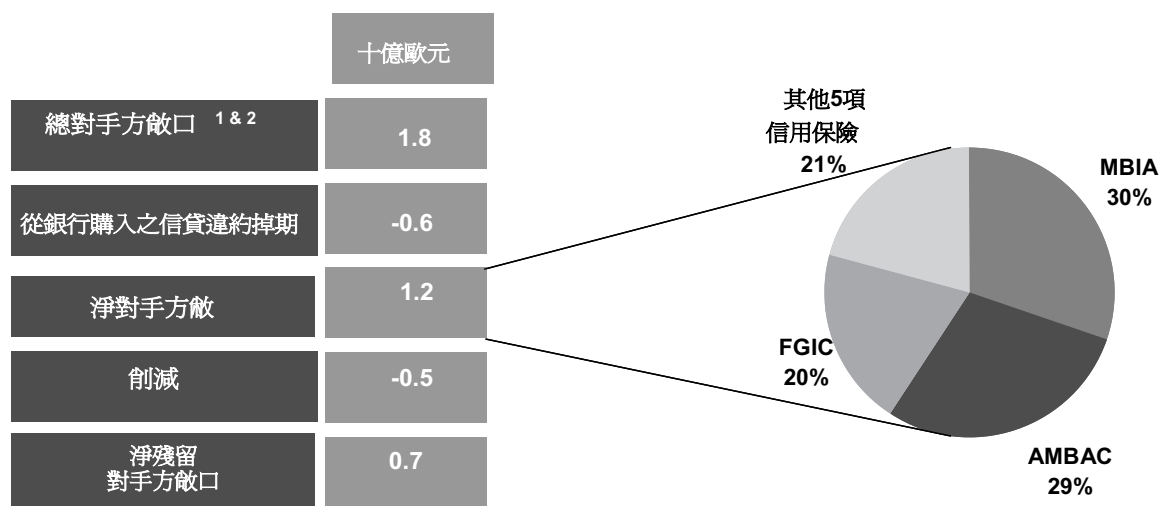 十億歐元
總對手方敞口 1 & 2
1.8
從銀行購入之信貸違約掉期
-0.6
淨對手方敞
1.2
削減
-0.5
淨殘留
對手方敞口
0.7
其他5項
信用保險
21%
MBIA
30%
FGIC
20%
AMBAC
29%